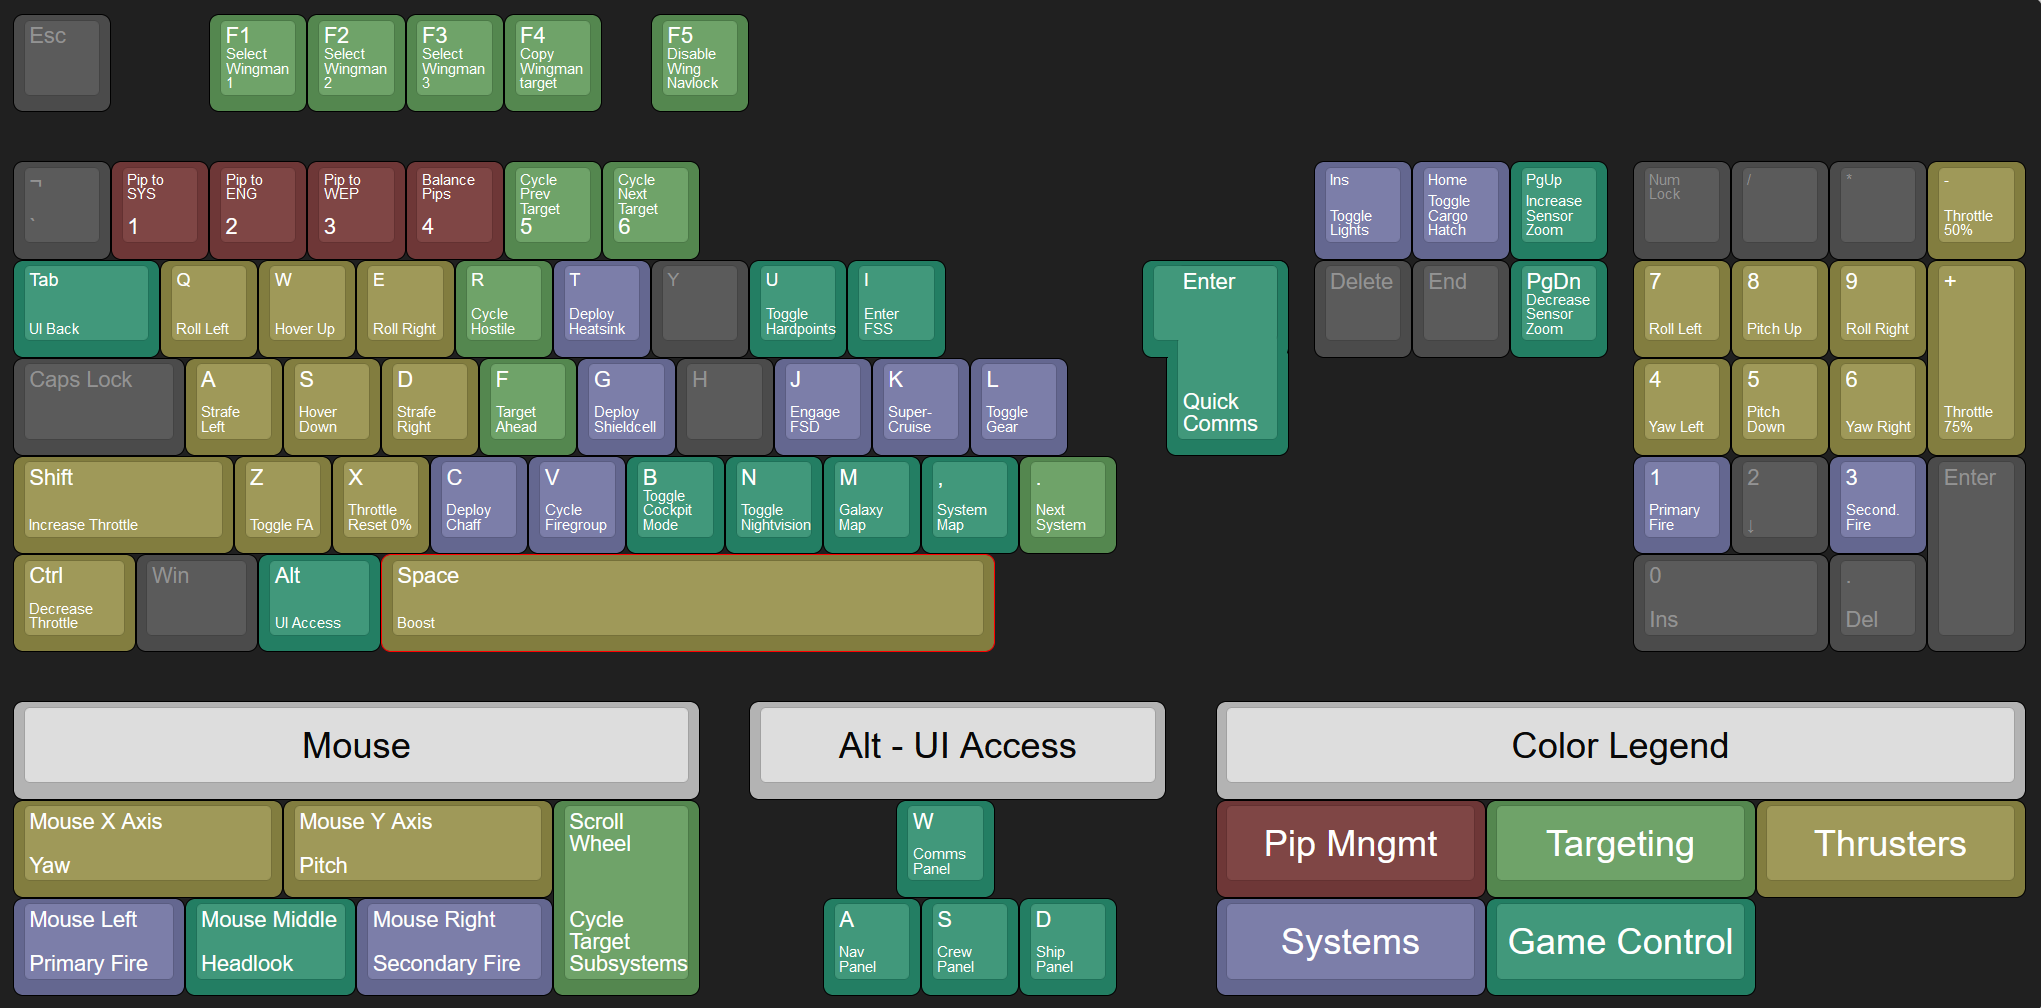 Esc
F1
Select
Wingman
1
F2
Select
Wingman
2
F3
Select
Wingman
3
F4
Copy
Wingman
target
F5
Disable
Wing
Navlock
¬
`
Pip to
SYS
1
Pip to
ENG
2
Pip to
WEP
3
Balance
Pips
4
Cycle
Prev
Target
5
Cycle
Next
Target
6
Ins
Toggle
Lights
Home
Toggle
Cargo
Hatch
PgUp
Increase
Sensor
Zoom
Num
Lock
/
*
-
Throttle
50%
Tab
UI Back
Q
Roll Left
W
Hover Up
E
Roll Right
R
Cycle
Hostile
T
Deploy
Heatsink
Y
U
Toggle
Hardpoints
I
Enter
FSS
Enter
Quick
Comms
Delete
End
PgDn
Decrease
Sensor
Zoom
7
Roll Left
8
Pitch Up
9
Roll Right
+
Throttle
75%
Caps Lock
A
Strafe
Left
S
Hover
Down
D
Strafe
Right
F
Target
Ahead
G
Deploy
Shieldcell
H
J
Engage
FSD
K
Super-
Cruise
L
Toggle
Gear
4
Yaw Left
5
Pitch
Down
6
Yaw Right
Shift
Increase Throttle
Z
Toggle FA
X
Throttle
Reset 0%
C
Deploy
Chaff
V
Cycle
Firegroup
B
Toggle
Cockpit
Mode
N
Toggle
Nightvision
M
Galaxy
Map
,
System
Map
.
Next
System
1
Primary
Fire
2
↓
3
Second.
Fire
Enter
Ctrl
Decrease
Throttle
Win
Alt
UI Access
Space
Boost
0
Ins
.
Del
Mouse
Mouse X Axis
Yaw
Mouse Y Axis
Pitch
Scroll
Wheel
Cycle
Target
Subsystems
Mouse Left
Primary Fire
Mouse Middle
Headlook
Mouse Right
Secondary Fire
Alt - UI Access
W
Comms
Panel
A
Nav
Panel
S
Crew
Panel
D
Ship
Panel
Color Legend
Pip Mngmt
Targeting
Thrusters
Systems
Game Control